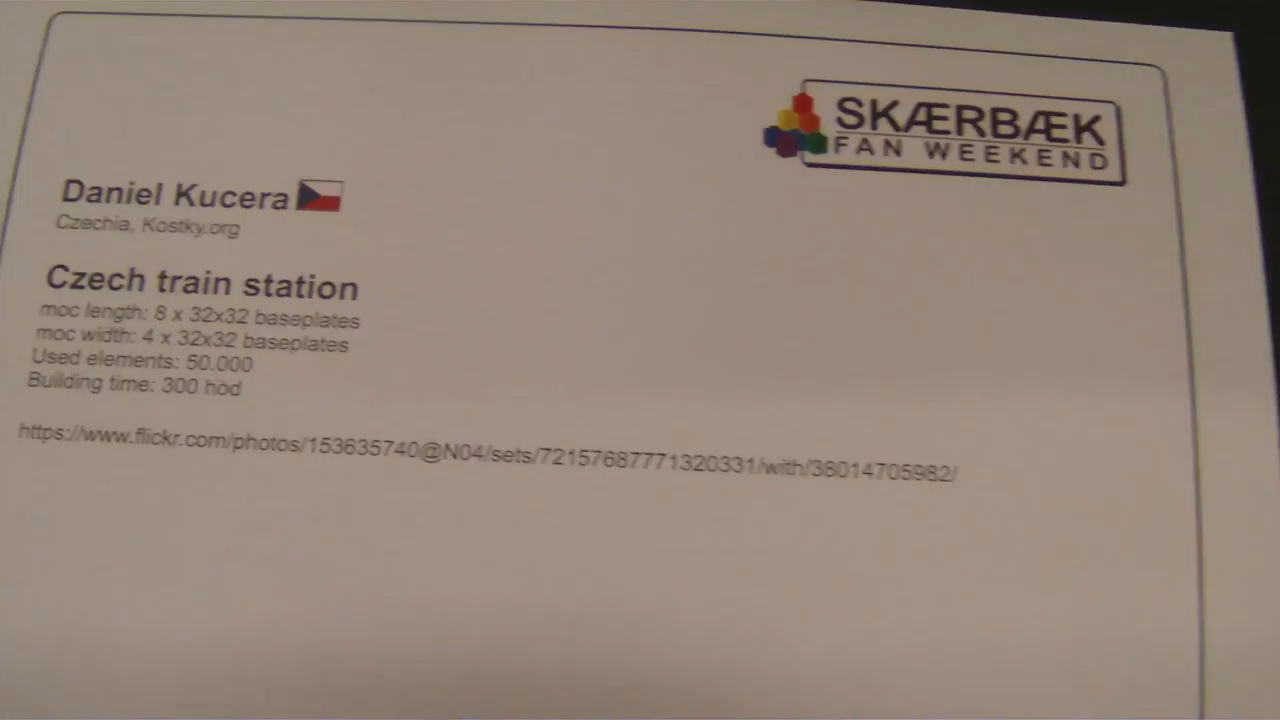 SKÆRBÆK
FAN WEEKEND
Daniel Kucera
Czechia, Kostky.org
Czech train station
moc length: 8 x 32x32 baseplates
moc width: 4 x 32x32 baseplates
Used elements: 50.000
Building time: 300 hod
https://www.flickr.com/photos/153635740@N04/sets/72157687771320331/with/38014705982/